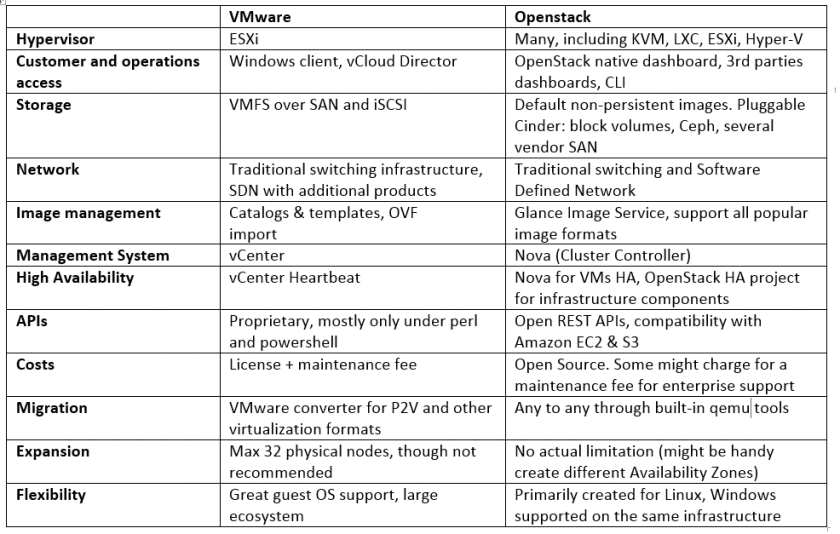 VMware Openstack
Hypervisor ESXi Many, including KVM, LXC, ESXi, Hyper-V
Customer and operations Windows client, vCloud Director OpenStack native dashboard, 3rd parties
access dashboards, CLI
Storage VMFS over SAN and iSCSI Default non-persistent images. Pluggable
Cinder: block volumes, Ceph, several
vendor SAN
Network Traditional switching infrastructure, Traditional switching and Software
SDN with additional products Defined Network
Image management Catalogs & templates, OVF Glance Image Service, support all popular
import image formats
Management System vCenter Nova (Cluster Controller)
High Availability vCenter Heartbeat Nova for VMs HA, OpenStack HA project
for infrastructure components
APIs Proprietary, mostly only under perl Open REST APIs, compatibility with
and powershell Amazon EC2 & S3
Costs License + maintenance fee Open Source. Some might charge for a
maintenance fee for enterprise support
Migration VMware converter for P2V and other Any to any through built-in qemu tools
virtualization formats
Expansion Max 32 physical nodes, though not No actual limitation (might be handy
recommended create different Availability Zones)
Flexibility Great guest OS support, large Primarily created for Linux, Windows
ecosystem supported on the same infrastructure